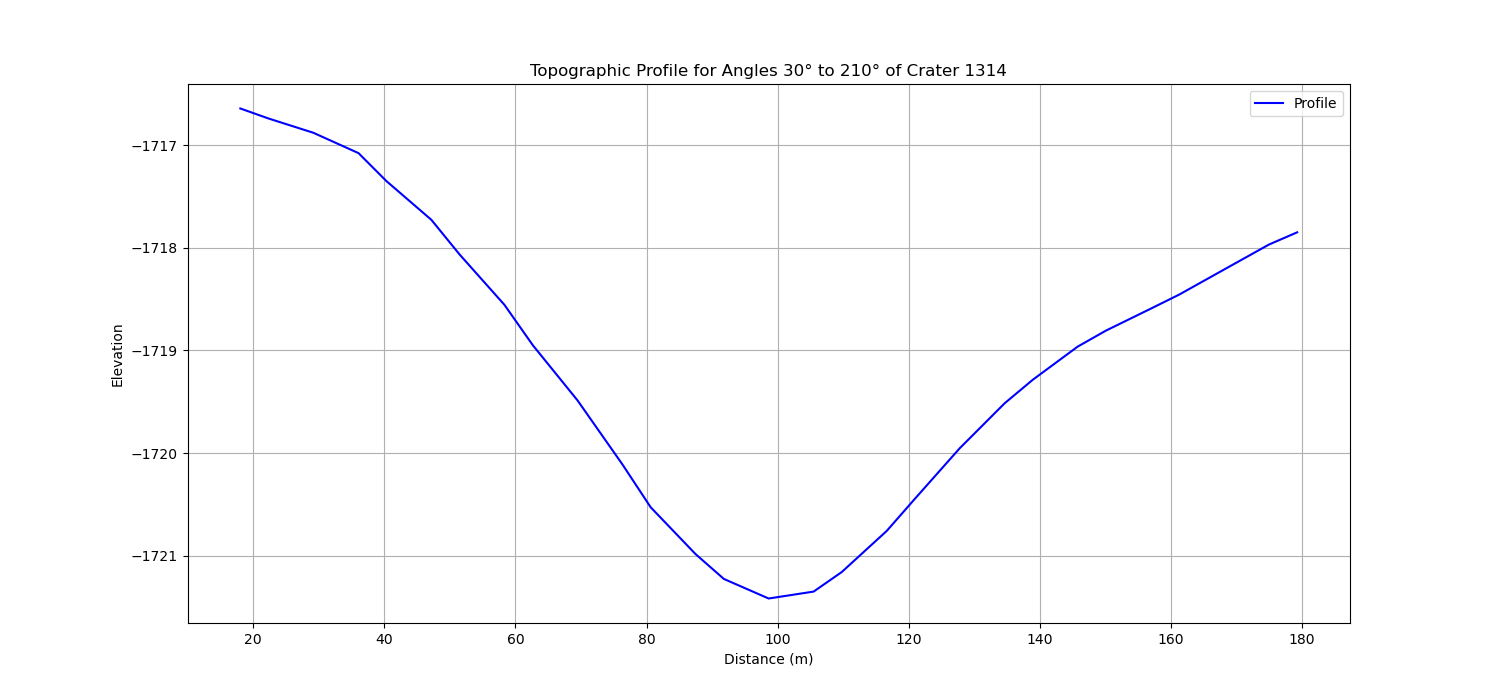 Topographic Profile for Angles 30° to 210° of Crater 1314
Profile
−1717
−1718
−1719
−1720
−1721
Elevation
20 40 60 80 100 120 140 160 180
Distance (m)